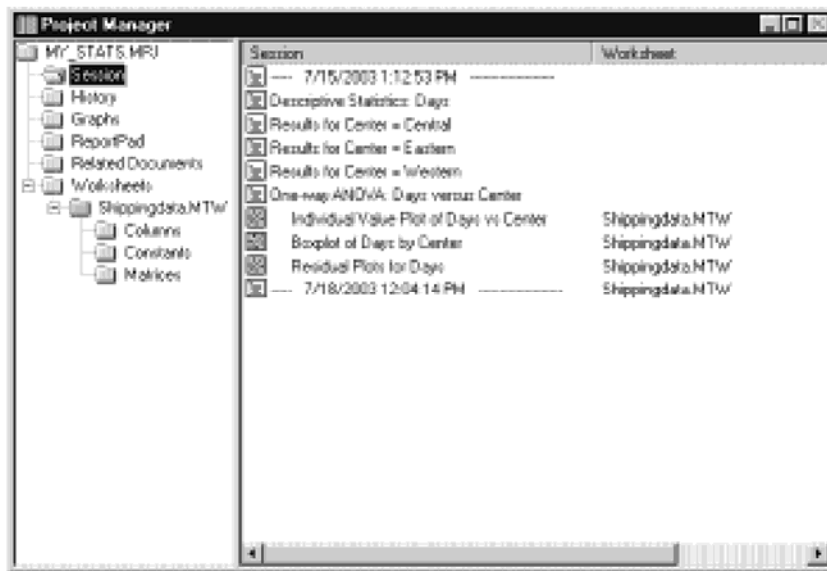 Project Manager
MY_STATS.MPJ
Session
History
Graphs
ReportPad
Related Documents
Worksheets
Shippingdata.MTW
Columns
Constants
Matrices
Session Worksheet
---- 7/15/2003 1:12:53 PM ------------
Descriptive Statistics: Days
Results for Center = Central
Results for Center = Eastern
Results for Center = Western
One-way ANOVA: Days versus Center
Individual Value Plot of Days vs Center Shippingdata.MTW
Boxplot of Days by Center Shippingdata.MTW
Residual Plots for Days Shippingdata.MTW
---- 7/18/2003 12:04:14 PM ------------ Shippingdata.MTW